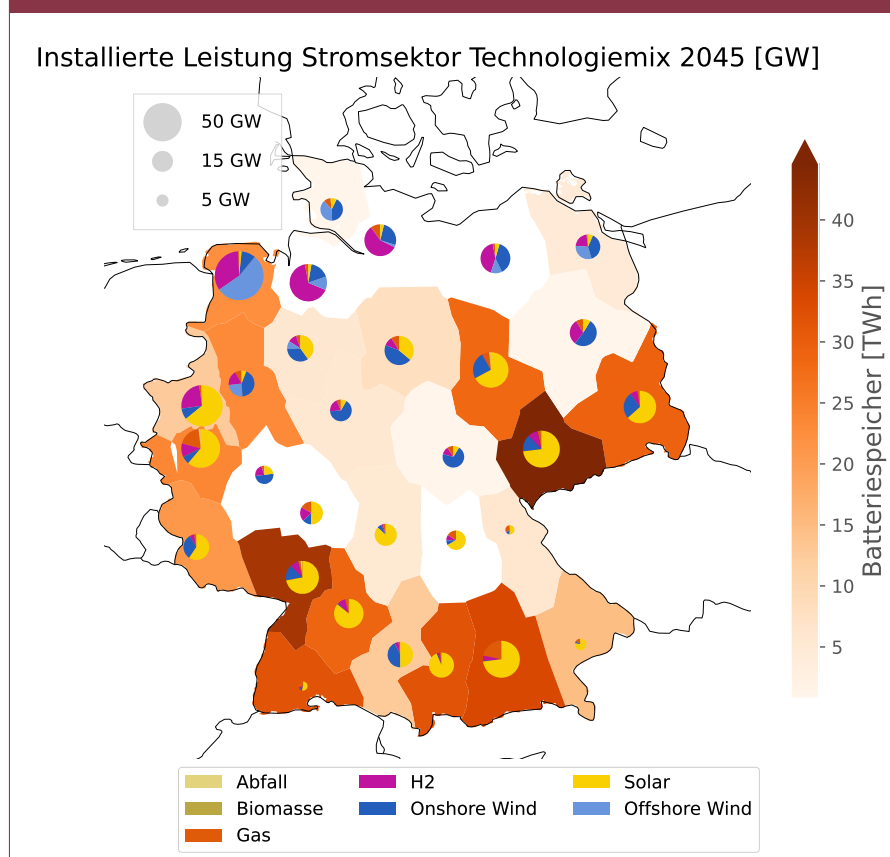 Installierte Leistung Stromsektor Technologiemix 2045 [GW]
50 GW
15 GW
5 GW
40
35
30
25
20
15
10
5
Batteriespeicher [TWh]
Abfall
Biomasse
Gas
H2
Onshore Wind
Solar
Offshore Wind